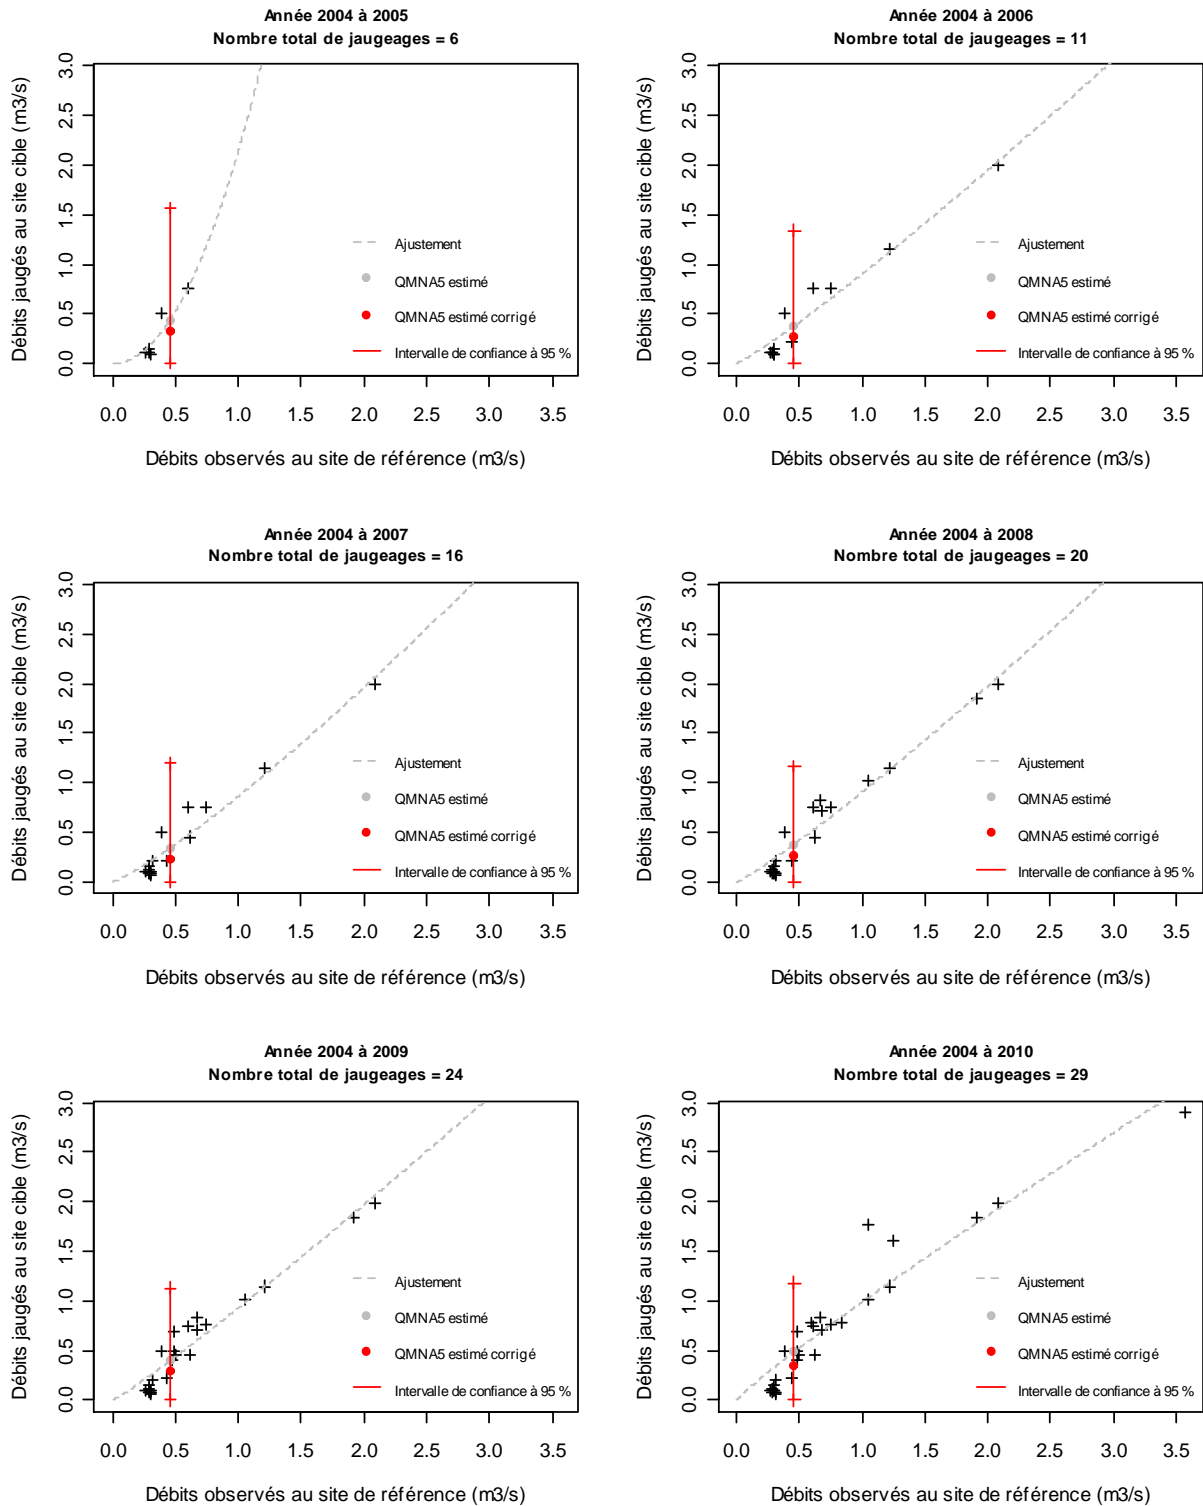 Année 2004 à 2005
Nombre total de jaugeages = 6
Débits jaugés au site cible (m3/s)
3.0
2.5
2.0
1.5
1.0
0.5
0.0
Ajustement
QMNA5 estimé
QMNA5 estimé corrigé
Intervalle de confiance à 95 %
0.0 0.5 1.0 1.5 2.0 2.5 3.0 3.5
Débits observés au site de référence (m3/s)
Année 2004 à 2006
Nombre total de jaugeages = 11
Débits jaugés au site cible (m3/s)
3.0
2.5
2.0
1.5
1.0
0.5
0.0
Ajustement
QMNA5 estimé
QMNA5 estimé corrigé
Intervalle de confiance à 95 %
0.0 0.5 1.0 1.5 2.0 2.5 3.0 3.5
Débits observés au site de référence (m3/s)
Année 2004 à 2007
Nombre total de jaugeages = 16
Débits jaugés au site cible (m3/s)
3.0
2.5
2.0
1.5
1.0
0.5
0.0
Ajustement
QMNA5 estimé
QMNA5 estimé corrigé
Intervalle de confiance à 95 %
0.0 0.5 1.0 1.5 2.0 2.5 3.0 3.5
Débits observés au site de référence (m3/s)
Année 2004 à 2008
Nombre total de jaugeages = 20
Débits jaugés au site cible (m3/s)
3.0
2.5
2.0
1.5
1.0
0.5
0.0
Ajustement
QMNA5 estimé
QMNA5 estimé corrigé
Intervalle de confiance à 95 %
0.0 0.5 1.0 1.5 2.0 2.5 3.0 3.5
Débits observés au site de référence (m3/s)
Année 2004 à 2009
Nombre total de jaugeages = 24
Débits jaugés au site cible (m3/s)
3.0
2.5
2.0
1.5
1.0
0.5
0.0
Ajustement
QMNA5 estimé
QMNA5 estimé corrigé
Intervalle de confiance à 95 %
0.0 0.5 1.0 1.5 2.0 2.5 3.0 3.5
Débits observés au site de référence (m3/s)
Année 2004 à 2010
Nombre total de jaugeages = 29
Débits jaugés au site cible (m3/s)
3.0
2.5
2.0
1.5
1.0
0.5
0.0
Ajustement
QMNA5 estimé
QMNA5 estimé corrigé
Intervalle de confiance à 95 %
0.0 0.5 1.0 1.5 2.0 2.5 3.0 3.5
Débits observés au site de référence (m3/s)